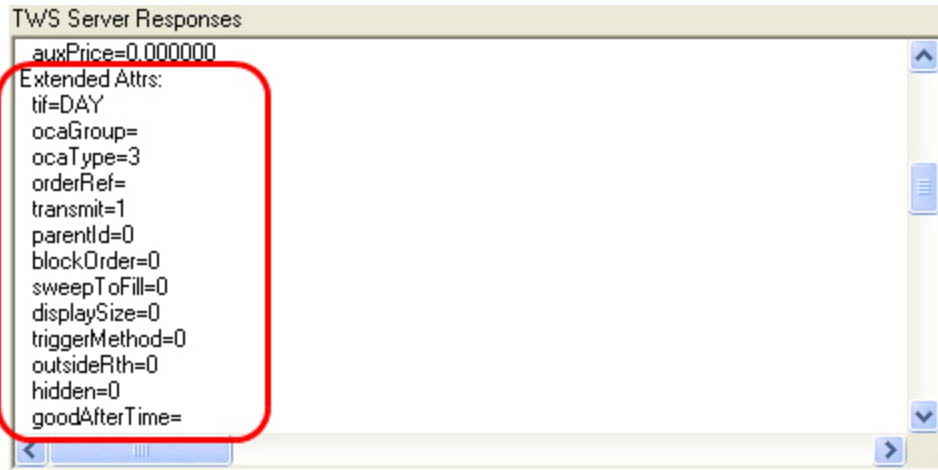 TWS Server Responses
auxPrice=0.000000
Extended Attrs:
tif=DAY
ocaGroup=
ocaType=3
orderRef=
transmit=1
parentId=0
blockOrder=0
sweepToFill=0
displaySize=0
triggerMethod=0
outsideRth=0
hidden=0
goodAfterTime=